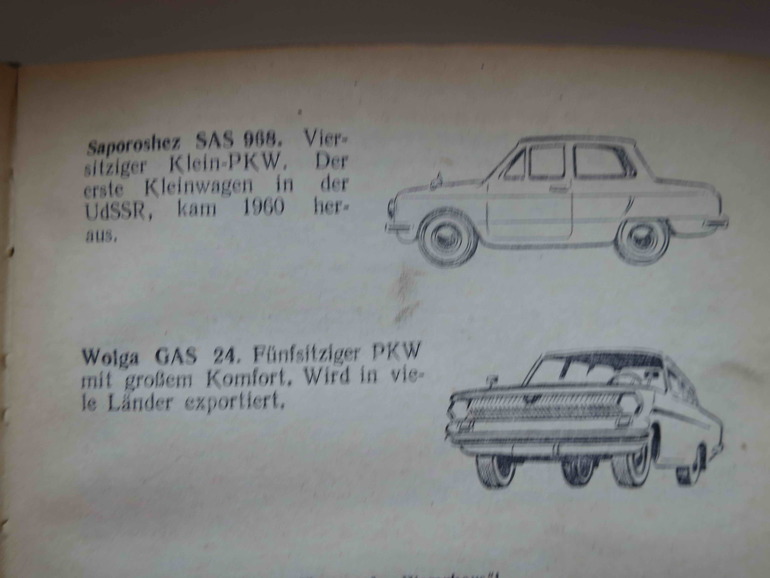 Saporoshez SAS 968. Vier-
sitziger Klein-PKW. Der
erste Kleinwagen in der
UdSSR, kam 1960 her-
aus.
Wolga GAS 24. Fünfsitziger PKW
mit großem Komfort. Wird in vie-
le Länder exportiert.